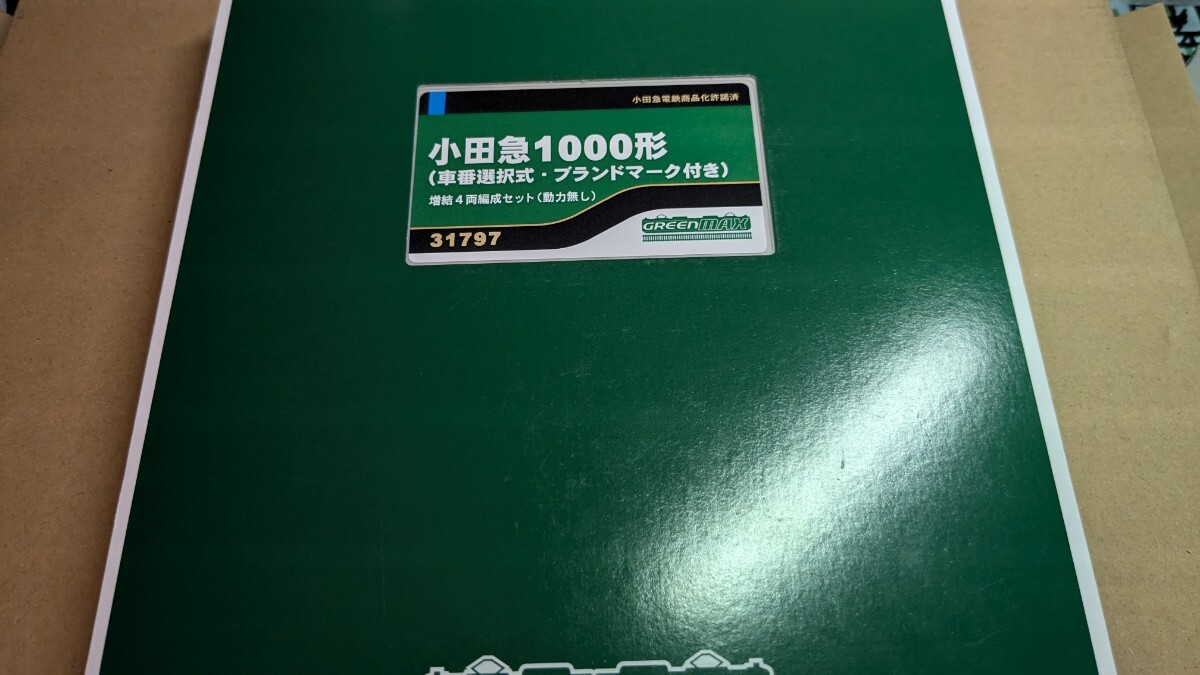 小田急電鉄商品化許諾済
小田急1000形
(車番選択式・ブランドマーク付き)
増結4両編成セット(動力無し)
31797
GREENMAX